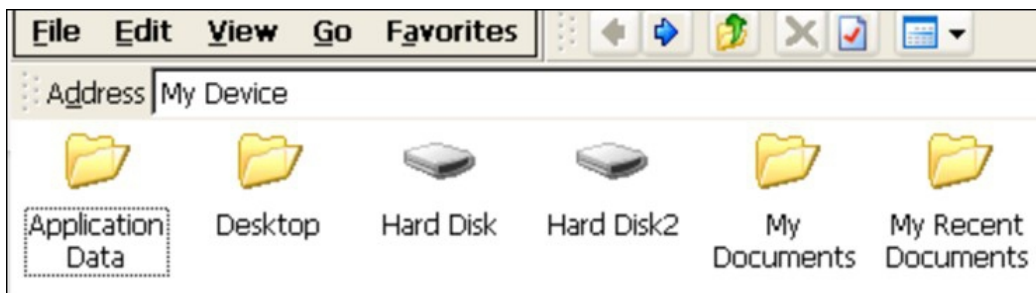 File Edit View Go Favorites
Address My Device
Application Data
Desktop
Hard Disk
Hard Disk2
My Documents
My Recent Documents